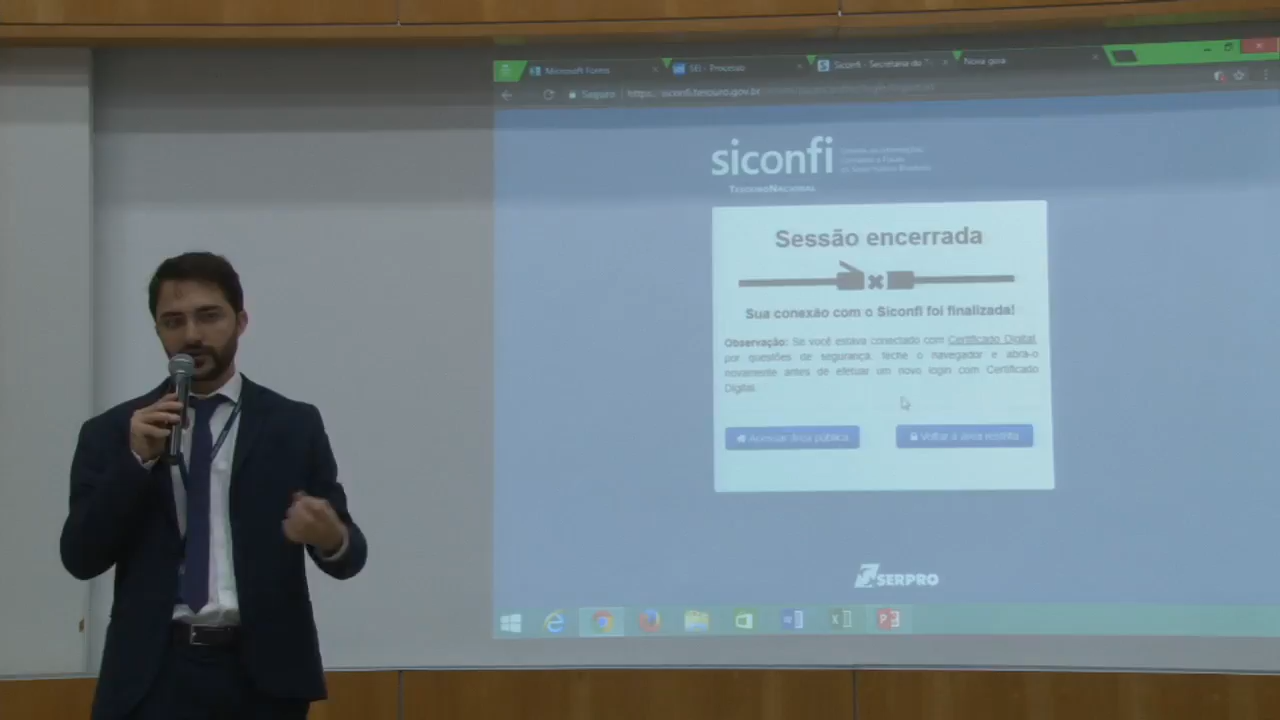 Microsoft Forms
SEI - Processo
Siconfi - Secretaria do T
Nova guia
Seguro
https
siconfi.tesouro.gov.br
siconfi
TESOURONACIONAL
Sessão encerrada
Sua conexão com o Siconfi foi finalizada!
Observação: Se você estava conectado com Certificado Digital,
por questões de segurança, feche o navegador e abra-o
novamente antes de efetuar um novo login com Certificado
Digital.
Acessar área pública
Voltar à área restrita
SERPRO